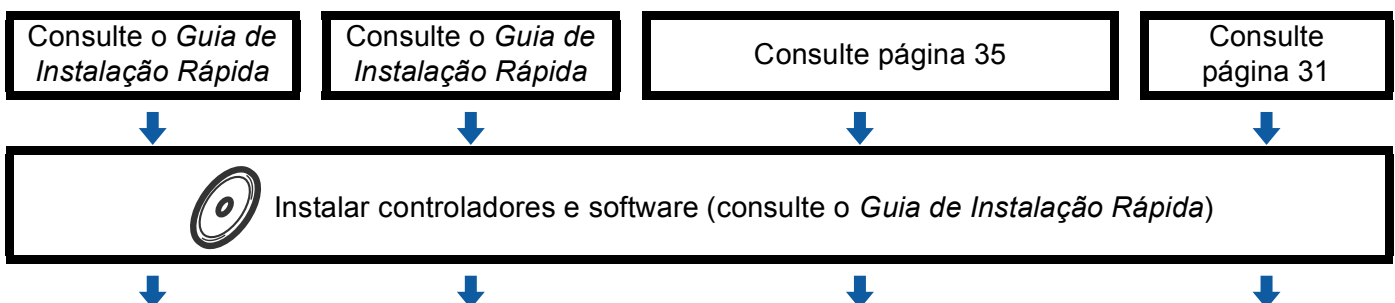 Consulte o Guia de
Instalação Rápida
Consulte o Guia de
Instalação Rápida
Consulte página 35
Consulte
página 31
Instalar controladores e software (consulte o Guia de Instalação Rápida)